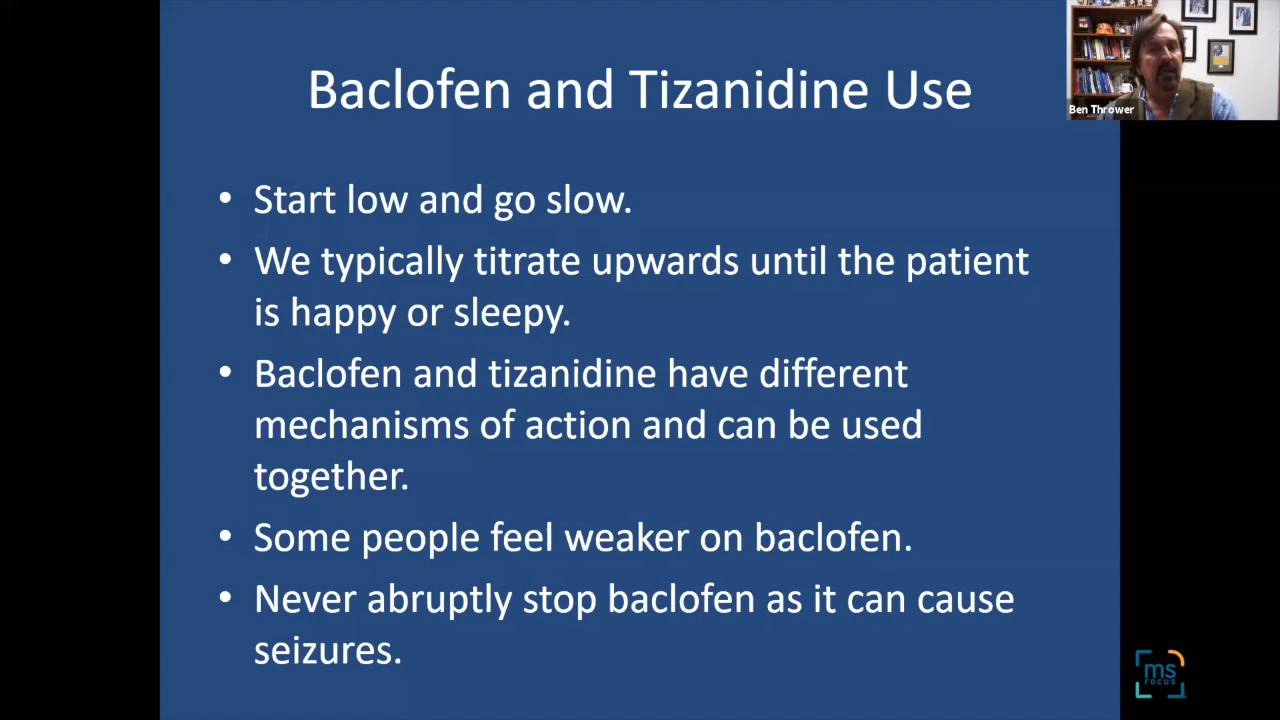 Baclofen and Tizanidine Use
Ben Thrower
• Start low and go slow.
• We typically titrate upwards until the patient
is happy or sleepy.
• Baclofen and tizanidine have different
mechanisms of action and can be used
together.
• Some people feel weaker on baclofen.
• Never abruptly stop baclofen as it can cause
seizures.
ms
FOCUS